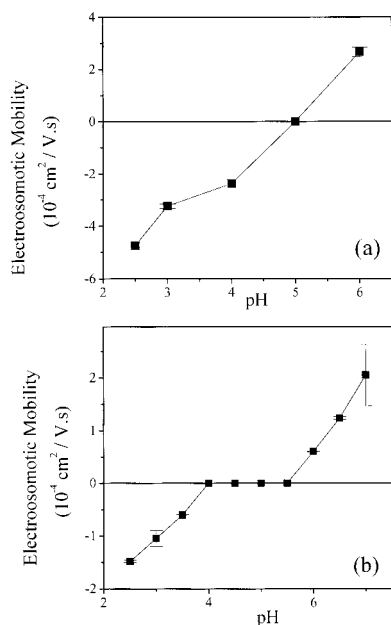 4
2
0
-2
-4
-6
Electroosmotic Mobility
(10⁻⁴ cm² / V.s)
2
3
4
5
6
pH
(a)
2
1
0
-1
-2
Electroosmotic Mobility
(10⁻⁴ cm² / V.s)
2
4
6
pH
(b)